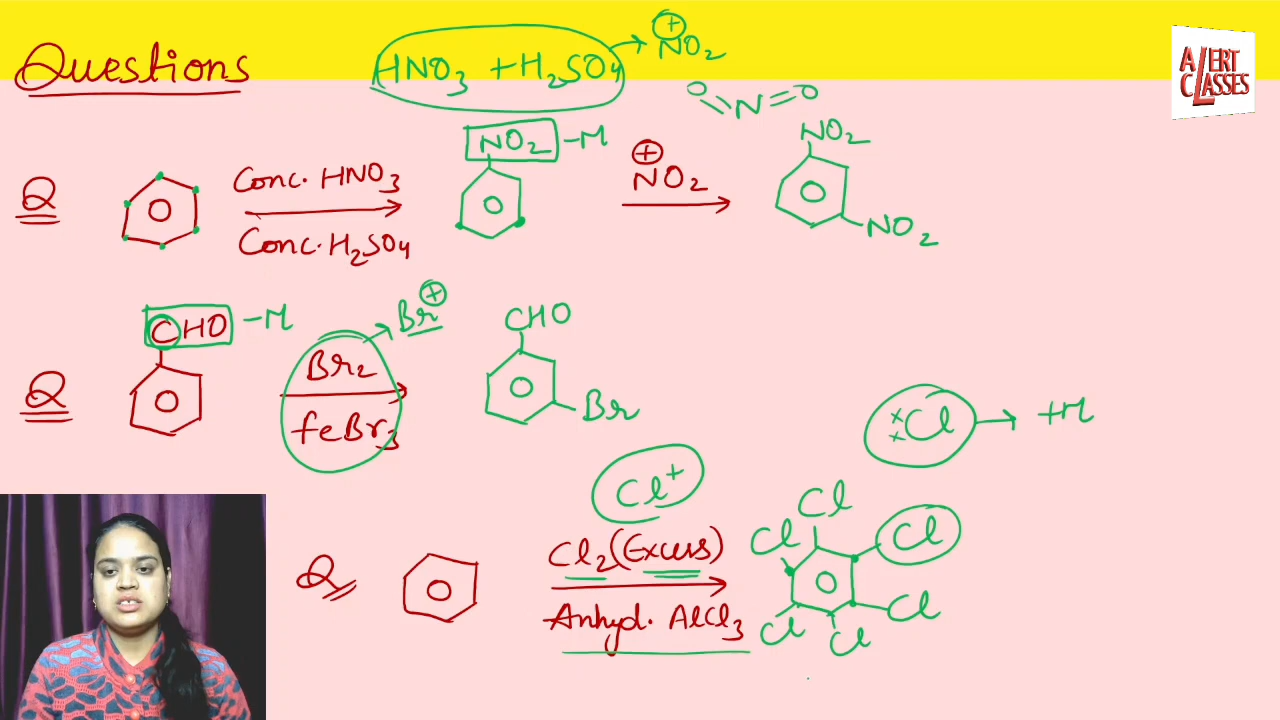 Questions
HNO3 + H2SO4 → ⊕NO2
O=N=O
ALERT CLASSES
Q
Conc. HNO3
Conc. H2SO4
NO2 -M
⊕NO2
NO2
NO2
Q
CHO -M
Br2
feBr3
Br⊕
CHO
Br
××Cl → +M
Cl+
Q
Cl2 (Excess)
Anhyd. AlCl3
Cl
Cl
Cl
Cl
Cl
Cl